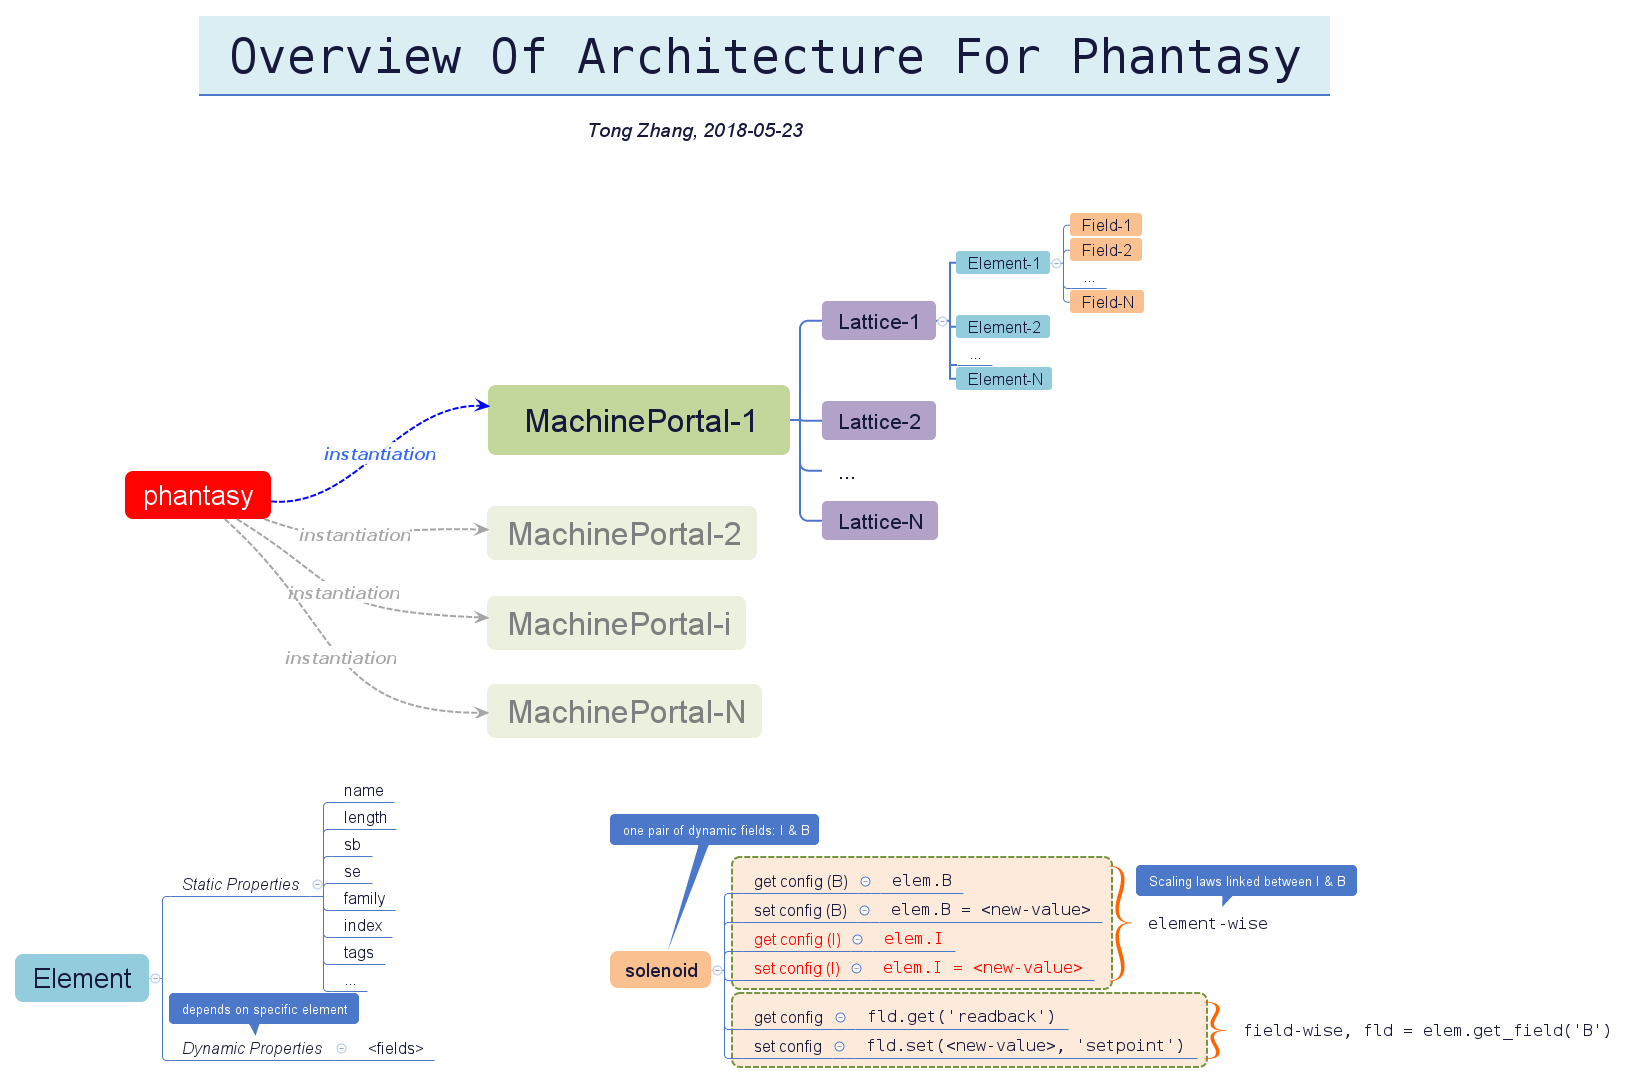 Overview Of Architecture For Phantasy
Tong Zhang, 2018-05-23
phantasy
instantiation
instantiation
instantiation
instantiation
MachinePortal-1
MachinePortal-2
MachinePortal-i
MachinePortal-N
Lattice-1
Lattice-2
...
Lattice-N
Element-1
Element-2
...
Element-N
Field-1
Field-2
...
Field-N
Element
Static Properties
name
length
sb
se
family
index
tags
...
depends on specific element
Dynamic Properties <fields>
one pair of dynamic fields: I & B
solenoid
get config (B) elem.B
set config (B) elem.B = <new-value>
get config (I) elem.I
set config (I) elem.I = <new-value>
Scaling laws linked between I & B
element-wise
get config fld.get('readback')
set config fld.set(<new-value>, 'setpoint')
field-wise, fld = elem.get_field('B')